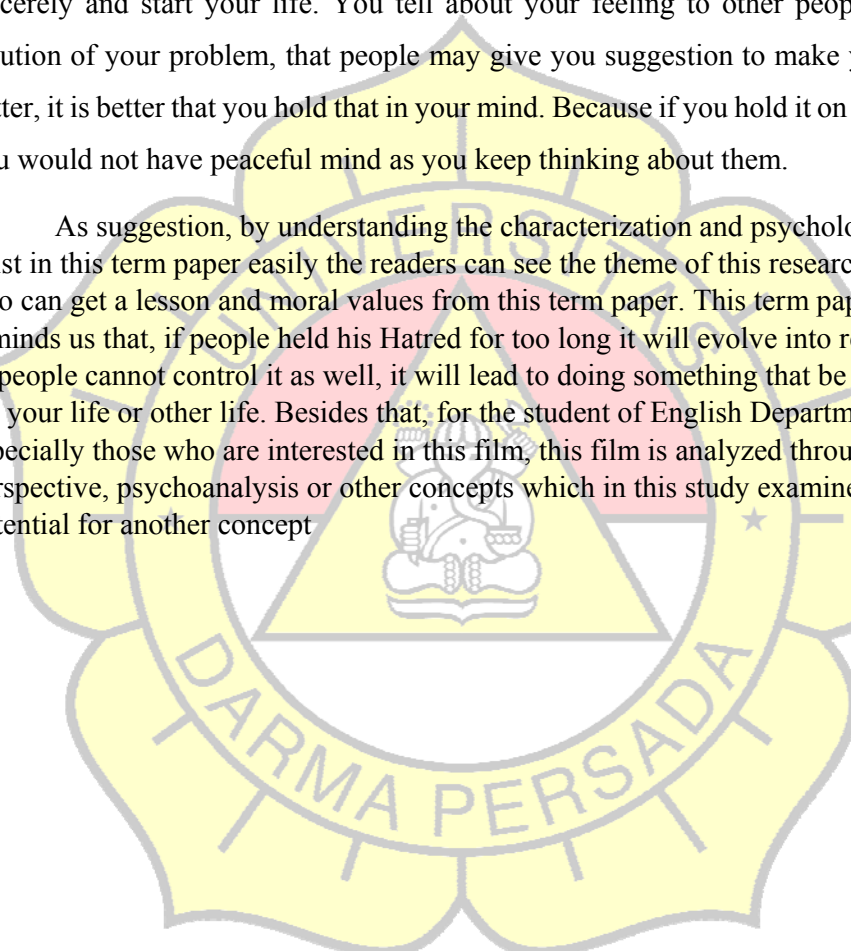 cerely and start your life. You tell about your feeling to other peop
ution of your problem, that people may give you suggestion to make y
tter, it is better that you hold that in your mind. Because if you hold it on
u would not have peaceful mind as you keep thinking about them.
As suggestion, by understanding the characterization and psycholo
ist in this term paper easily the readers can see the theme of this researc
o can get a lesson and moral values from this term paper. This term pap
minds us that, if people held his Hatred for too long it will evolve into re
people cannot control it as well, it will lead to doing something that be
your life or other life. Besides that, for the student of English Departm
pecially those who are interested in this film, this film is analyzed throu
rspective, psychoanalysis or other concepts which in this study examine
tential for another concept
UNIVERSITAS
DARMA PERSADA